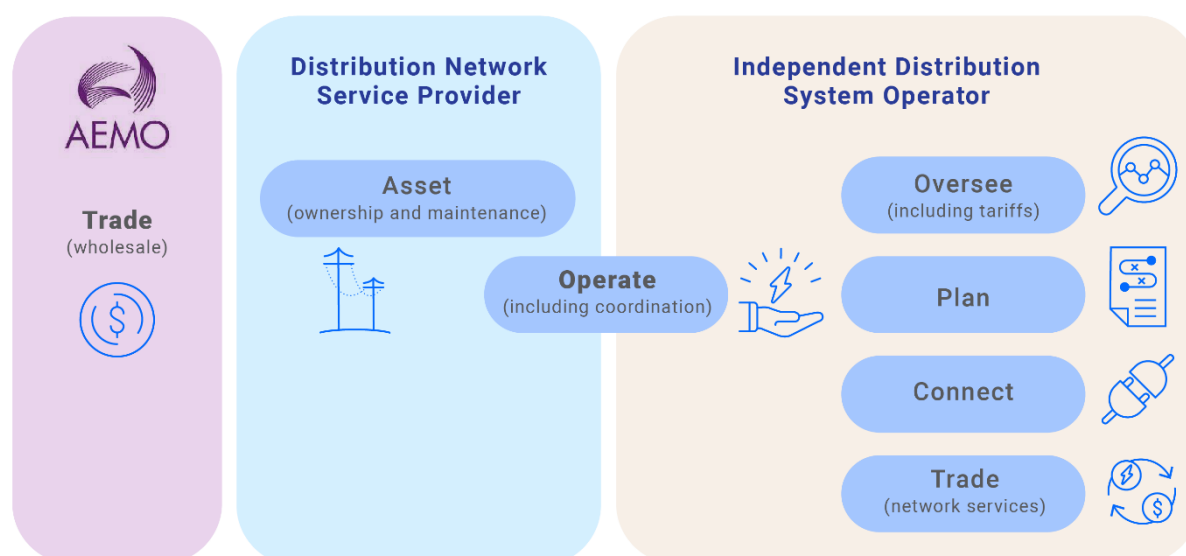 AEMO
Trade
(wholesale)
$
Distribution Network
Service Provider
Asset
(ownership and maintenance)
Operate
(including coordination)
Independent Distribution
System Operator
Oversee
(including tariffs)
Plan
Connect
Trade
(network services)
$